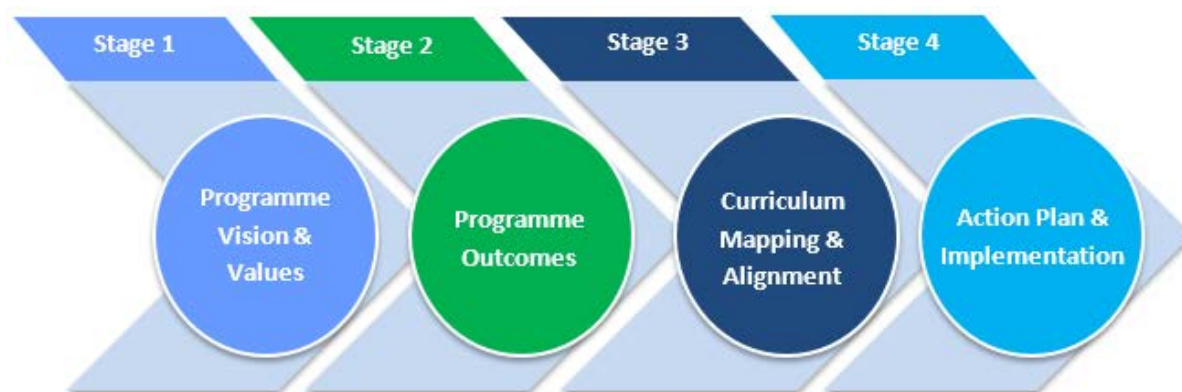 Stage 1
Stage 2
Stage 3
Stage 4
Programme
Vision &
Values
Programme
Outcomes
Curriculum
Mapping &
Alignment
Action Plan &
Implementation